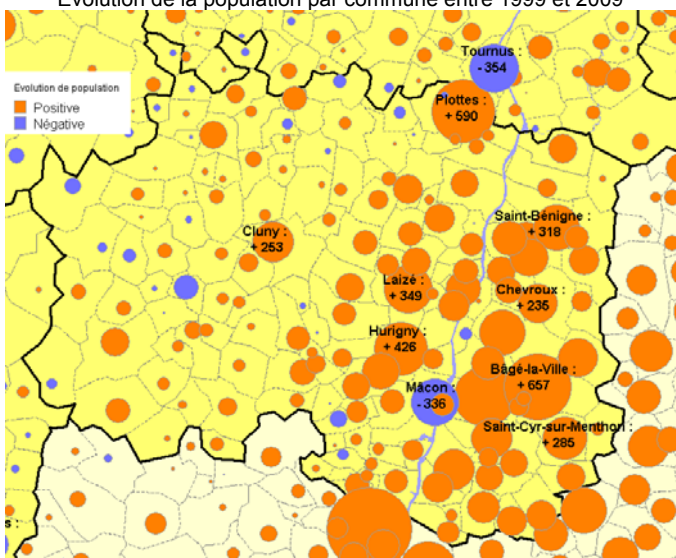 Evolution de la population par commune entre 1999 et 2009
Tournus :
- 354
Evolution de population
Positive
Négative
Plottes :
+ 590
Saint-Bénigne :
+ 318
Cluny :
+ 253
Laizé :
+ 349
Chevroux :
+ 235
Hurigny :
+ 426
Bâgé-la-Ville :
+ 657
Mâcon :
- 336
Saint-Cyr-sur-Menthon :
+ 285
s :